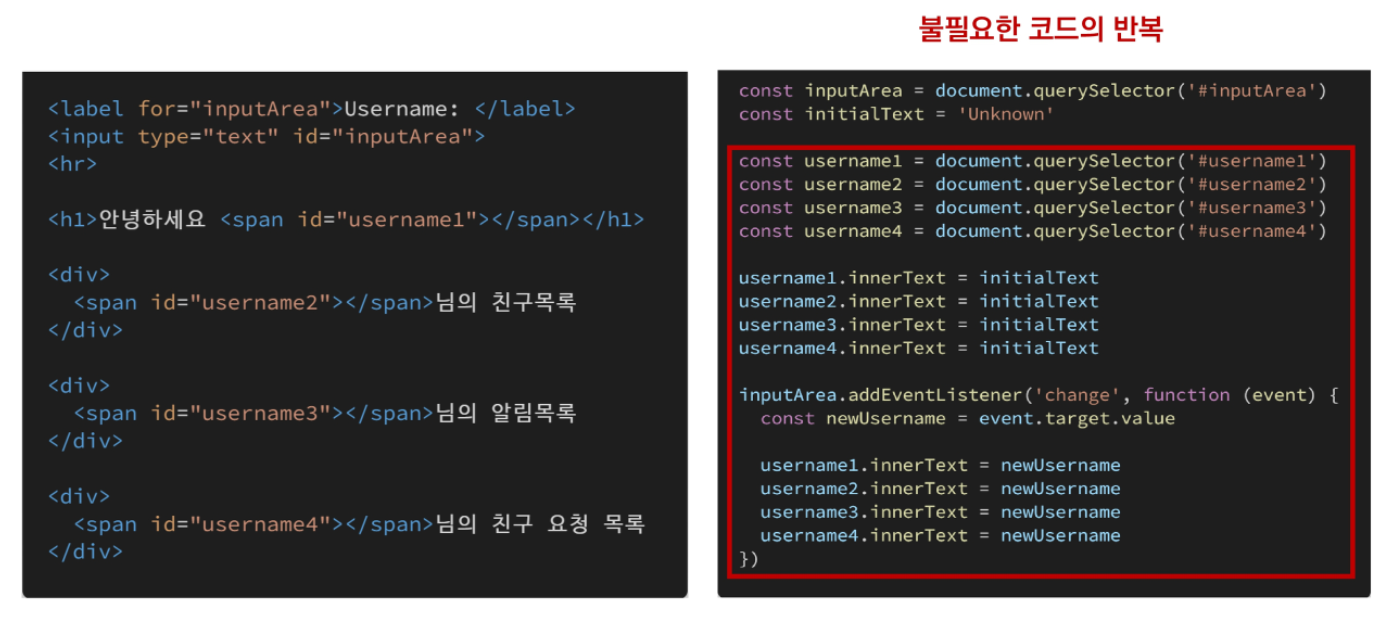 불필요한 코드의 반복
<label for="inputArea">Username: </label>
<input type="text" id="inputArea">
<hr>
<h1>안녕하세요 <span id="username1"></span></h1>
<div>
<span id="username2"></span>님의 친구목록
</div>
<div>
<span id="username3"></span>님의 알림목록
</div>
<div>
<span id="username4"></span>님의 친구 요청 목록
</div>
const inputArea = document.querySelector('#inputArea')
const initialText = 'Unknown'
const username1 = document.querySelector('#username1')
const username2 = document.querySelector('#username2')
const username3 = document.querySelector('#username3')
const username4 = document.querySelector('#username4')
username1.innerText = initialText
username2.innerText = initialText
username3.innerText = initialText
username4.innerText = initialText
inputArea.addEventListener('change', function (event) {
const newUsername = event.target.value
username1.innerText = newUsername
username2.innerText = newUsername
username3.innerText = newUsername
username4.innerText = newUsername
})